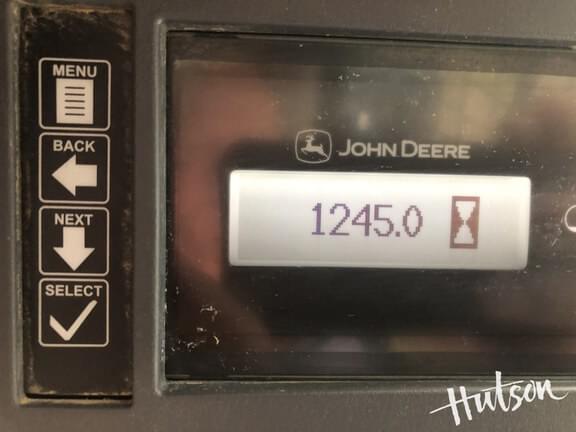 MENU
BACK
NEXT
SELECT
JOHN DEERE
1245.0
Hutson